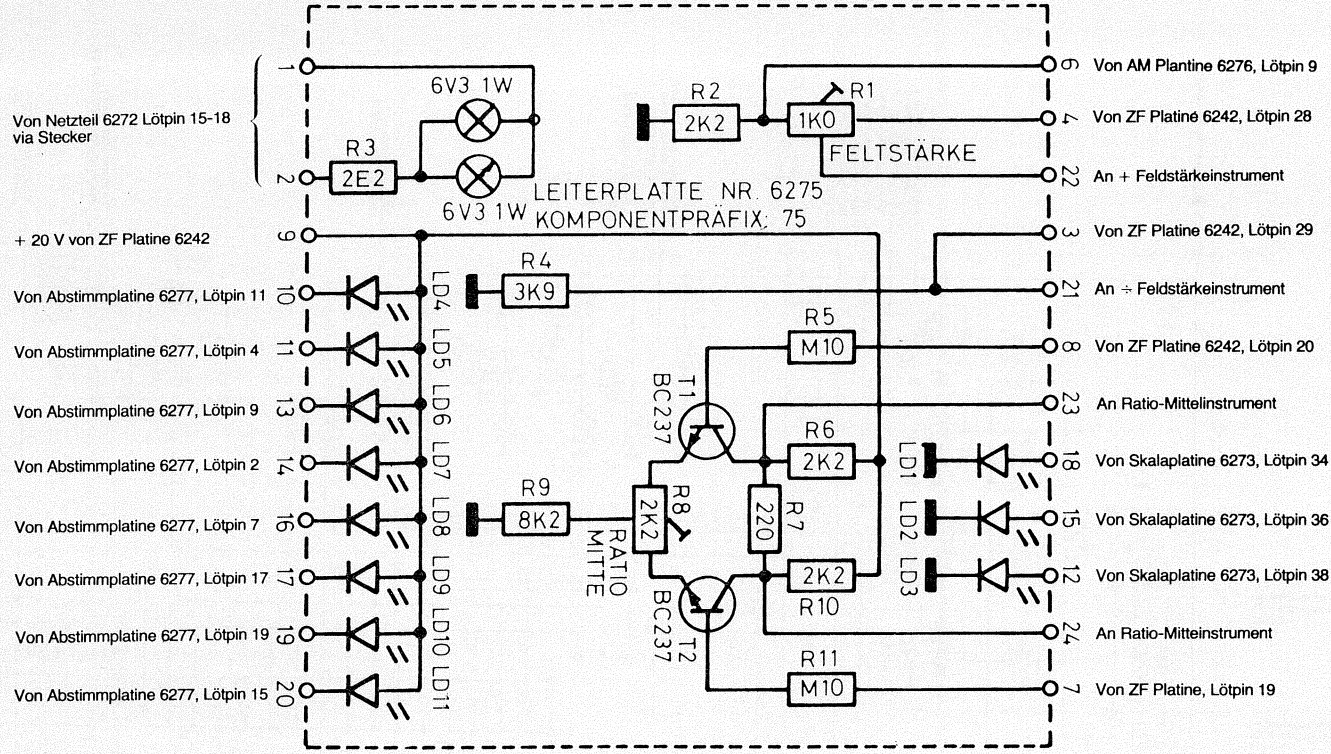 1
Von Netzteil 6272 Lötpin 15-18
via Stecker
2
6V3 1W
R3
2E2
6V3 1W
R2
2K2
R1
1K0
FELTSTÄRKE
6 Von AM Plantine 6276, Lötpin 9
4 Von ZF Platine 6242, Lötpin 28
22 An + Feldstärkeinstrument
LEITERPLATTE NR. 6275
KOMPONENTPRÄFIX: 75
+ 20 V von ZF Platine 6242 9
3 Von ZF Platine 6242, Lötpin 29
R4
3K9
21 An ÷ Feldstärkeinstrument
Von Abstimmplatine 6277, Lötpin 11 10 LD4
Von Abstimmplatine 6277, Lötpin 4 11 LD5
Von Abstimmplatine 6277, Lötpin 9 13 LD6
Von Abstimmplatine 6277, Lötpin 2 14 LD7
Von Abstimmplatine 6277, Lötpin 7 16 LD8
Von Abstimmplatine 6277, Lötpin 17 17 LD9
Von Abstimmplatine 6277, Lötpin 19 19 LD10
Von Abstimmplatine 6277, Lötpin 15 20 LD11
R5
M10
8 Von ZF Platine 6242, Lötpin 20
T1
BC237
23 An Ratio-Mittelinstrument
R6
2K2
LD1 18 Von Skalaplatine 6273, Lötpin 34
R9
8K2
R8
2K2
RATIO
MITTE
R7
220
LD2 15 Von Skalaplatine 6273, Lötpin 36
2K2
R10
LD3 12 Von Skalaplatine 6273, Lötpin 38
BC237
T2
24 An Ratio-Mitteinstrument
R11
M10
7 Von ZF Platine, Lötpin 19